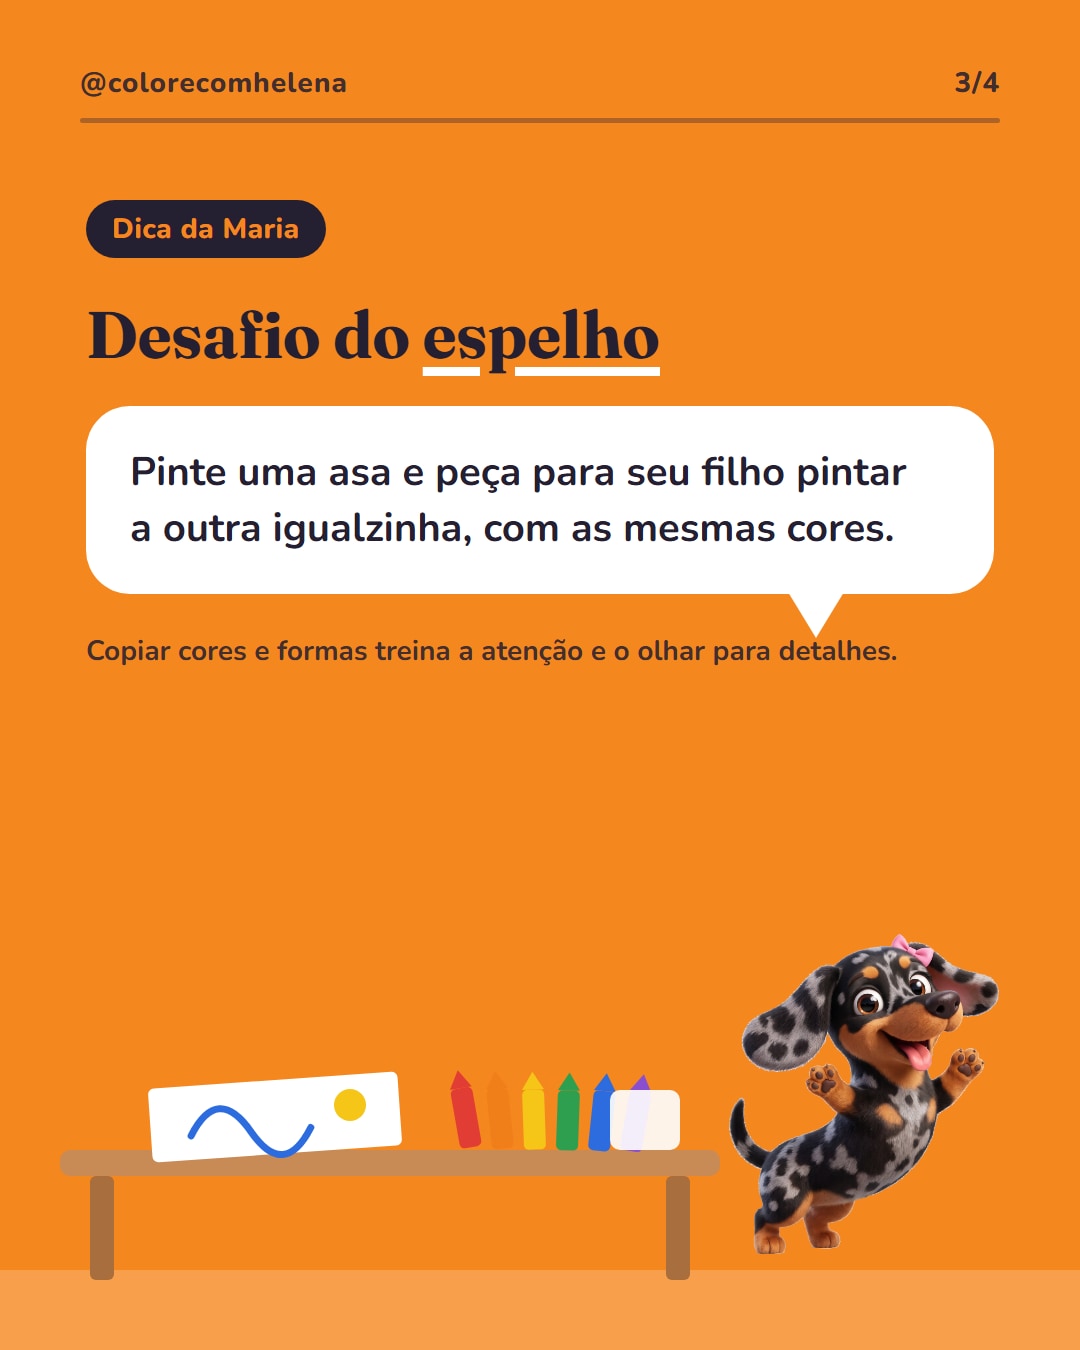 @colorecomhelena
3/4
Dica da Maria
Desafio do espelho
Pinte uma asa e peça para seu filho pintar
a outra igualzinha, com as mesmas cores.
Copiar cores e formas treina a atenção e o olhar para detalhes.